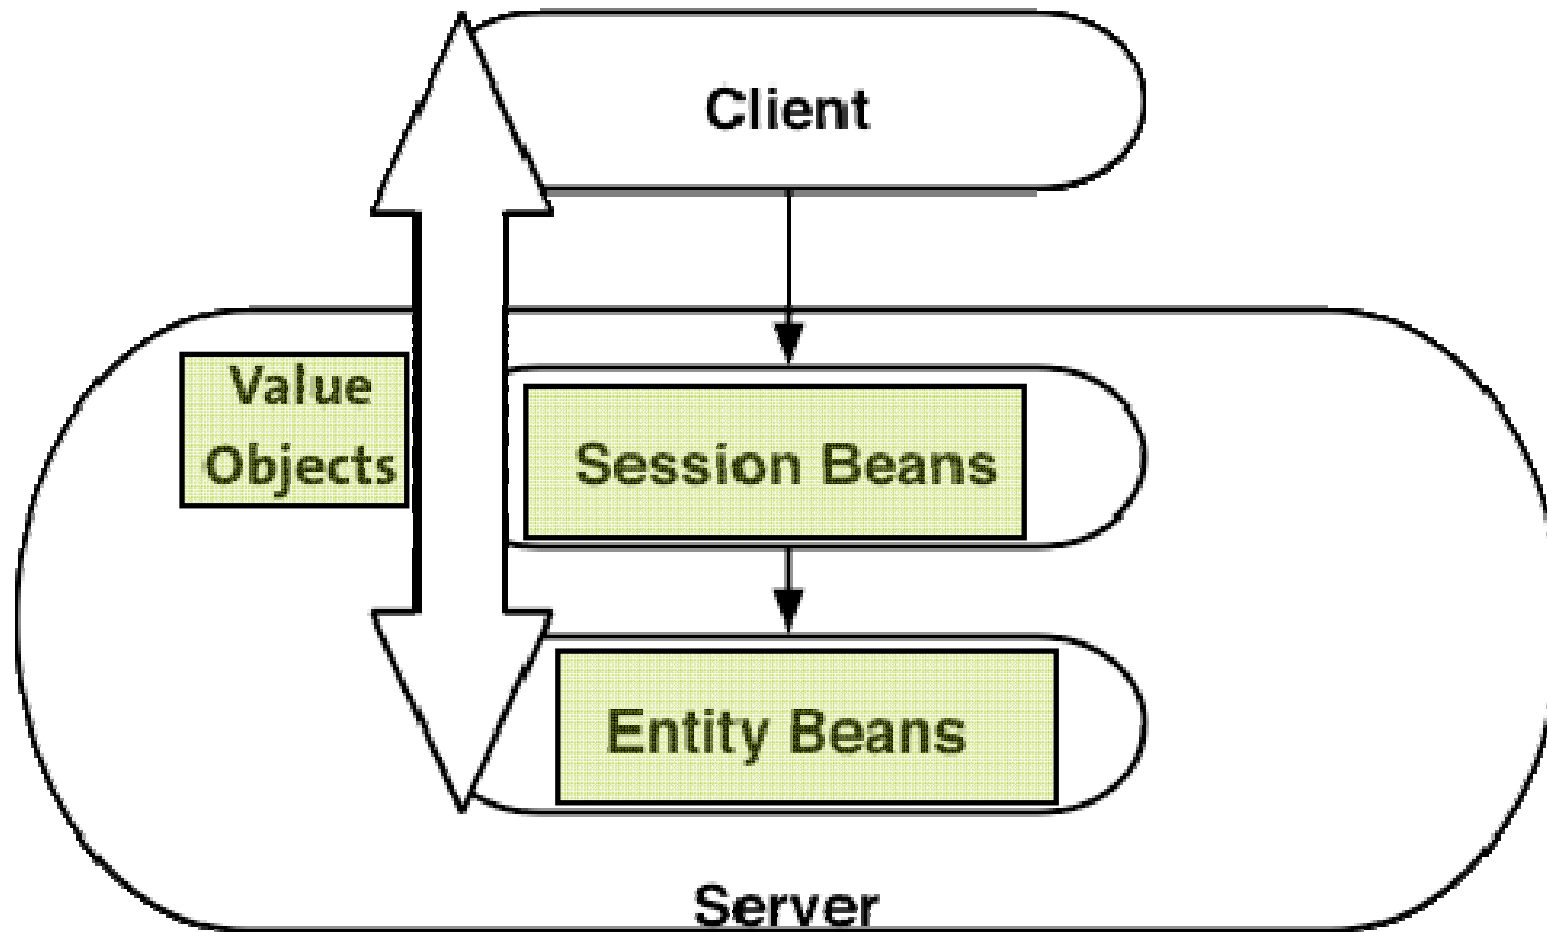 Client
Value
Objects
Session Beans
Entity Beans
Server